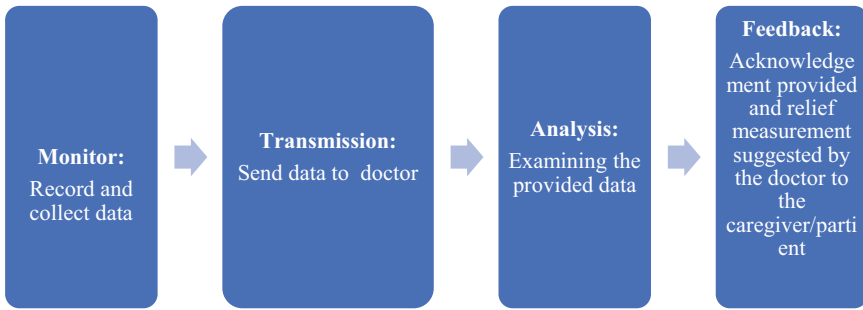 Monitor:
Record and
collect data
Transmission:
Send data to doctor
Analysis:
Examining the
provided data
Feedback:
Acknowledge
ment provided
and relief
measurement
suggested by
the doctor to
the
caregiver/parti
ent